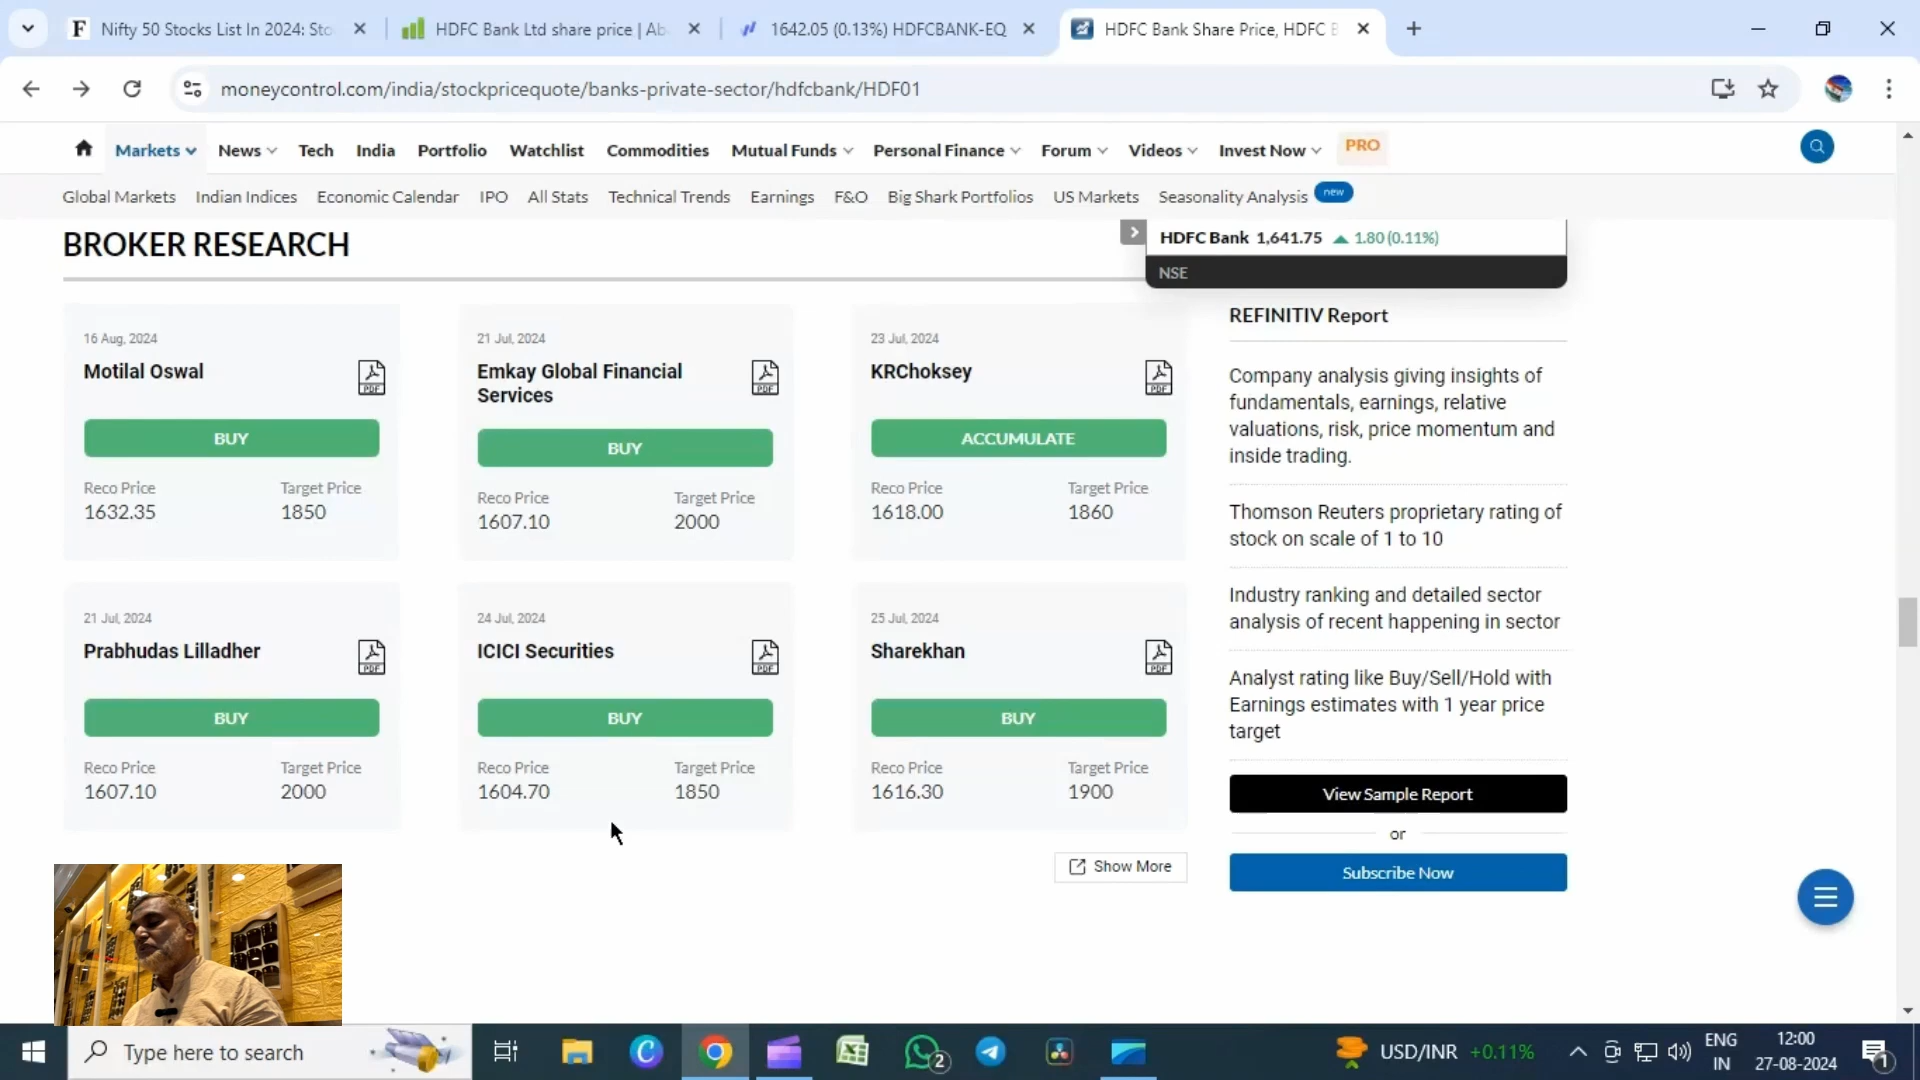 Nifty 50 Stocks List In 2024: Sto
HDFC Bank Ltd share price | Ab
1642.05 (0.13%) HDFCBANK-EQ
HDFC Bank Share Price, HDFC B
moneycontrol.com/india/stockpricequote/banks-private-sector/hdfcbank/HDF01
Markets News Tech India Portfolio Watchlist Commodities Mutual Funds Personal Finance Forum Videos Invest Now PRO
Global Markets Indian Indices Economic Calendar IPO All Stats Technical Trends Earnings F&O Big Shark Portfolios US Markets Seasonality Analysis new
BROKER RESEARCH
HDFC Bank 1,641.75 1.80 (0.11%)
NSE
16 Aug, 2024
Motilal Oswal
PDF
BUY
Reco Price Target Price
1632.35 1850
21 Jul, 2024
Emkay Global Financial
Services
PDF
BUY
Reco Price Target Price
1607.10 2000
23 Jul, 2024
KRChoksey
PDF
ACCUMULATE
Reco Price Target Price
1618.00 1860
21 Jul, 2024
Prabhudas Lilladher
PDF
BUY
Reco Price Target Price
1607.10 2000
24 Jul, 2024
ICICI Securities
PDF
BUY
Reco Price Target Price
1604.70 1850
25 Jul, 2024
Sharekhan
PDF
BUY
Reco Price Target Price
1616.30 1900
Show More
REFINITIV Report
Company analysis giving insights of
fundamentals, earnings, relative
valuations, risk, price momentum and
inside trading.
Thomson Reuters proprietary rating of
stock on scale of 1 to 10
Industry ranking and detailed sector
analysis of recent happening in sector
Analyst rating like Buy/Sell/Hold with
Earnings estimates with 1 year price
target
View Sample Report
or
Subscribe Now
Type here to search
2
USD/INR +0.11%
ENG
IN
12:00
27-08-2024
1